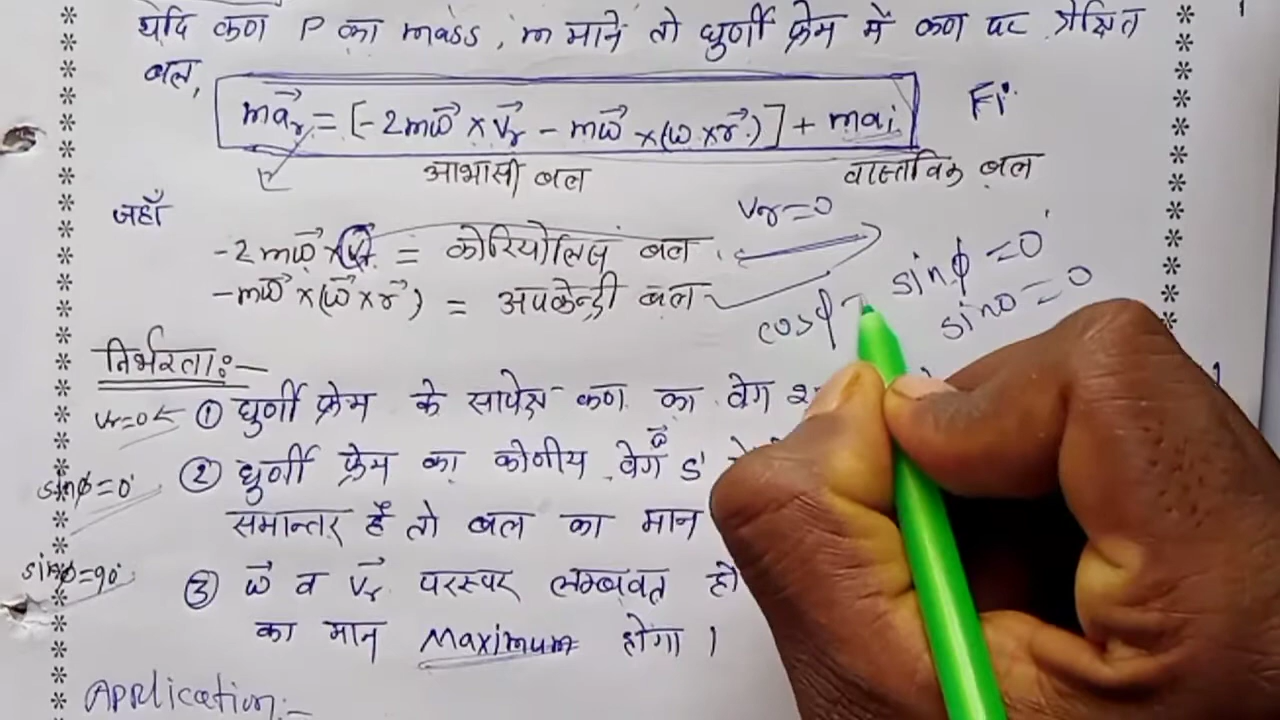 यदि कण P का mass, m माने तो घुर्णी फ्रेम में कण पर प्रेक्षित
बल,
ma⃗ᵣ = [-2mω⃗ × v⃗ᵣ - mω⃗ × (ω × r⃗)] + maᵢ Fi
आभासी बल वास्तविक बल
जहाँ vᵣ=0
-2mω⃗ × v⃗ᵣ = कोरियोलिस बल
sinϕ = 0
-mω⃗ × (ω⃗ × r⃗) = अपकेन्द्री बल
cosϕ sin0 = 0
निर्भरता:-
vᵣ=0 ① घुर्णी फ्रेम के सापेक्ष कण का वेग
sinϕ=0 ② घुर्णी फ्रेम का कोणीय वेग ω⃗ S'
समान्तर है तो बल का मान
sinϕ=90 ③ ω⃗ व v⃗ᵣ परस्पर लम्बवत हो
का मान Maximum होगा।
Application:-